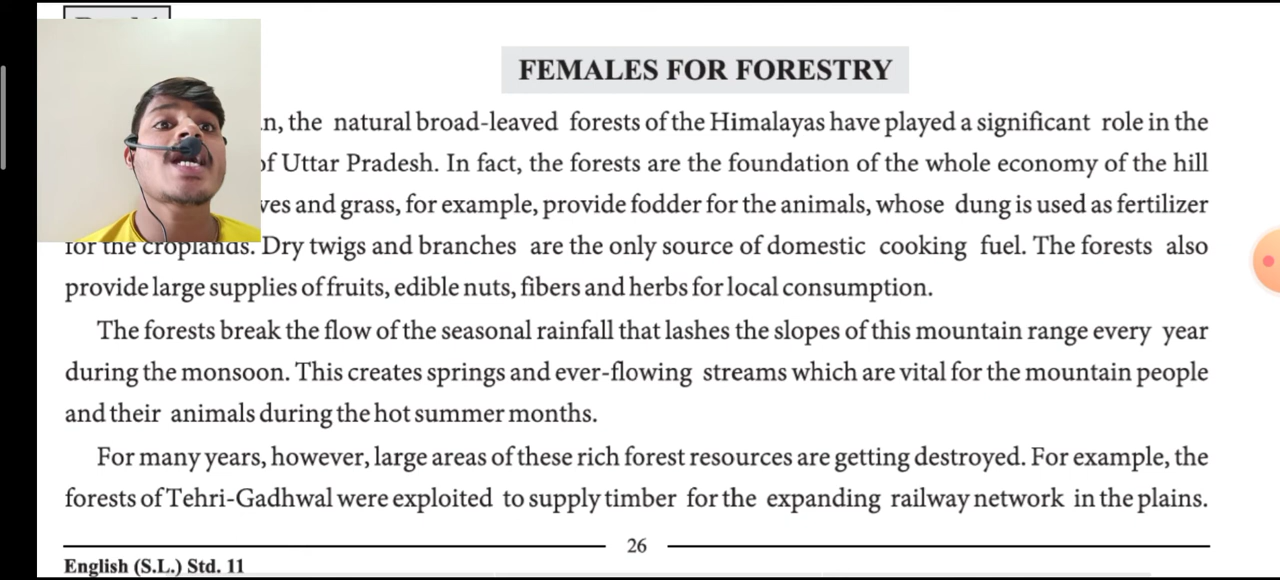 FEMALES FOR FORESTRY
the natural broad-leaved forests of the Himalayas have played a significant role in the
of Uttar Pradesh. In fact, the forests are the foundation of the whole economy of the hill
and grass, for example, provide fodder for the animals, whose dung is used as fertilizer
for the croplands. Dry twigs and branches are the only source of domestic cooking fuel. The forests also
provide large supplies of fruits, edible nuts, fibers and herbs for local consumption.
The forests break the flow of the seasonal rainfall that lashes the slopes of this mountain range every year
during the monsoon. This creates springs and ever-flowing streams which are vital for the mountain people
and their animals during the hot summer months.
For many years, however, large areas of these rich forest resources are getting destroyed. For example, the
forests of Tehri-Gadhwal were exploited to supply timber for the expanding railway network in the plains.
26
English (S.L.) Std. 11